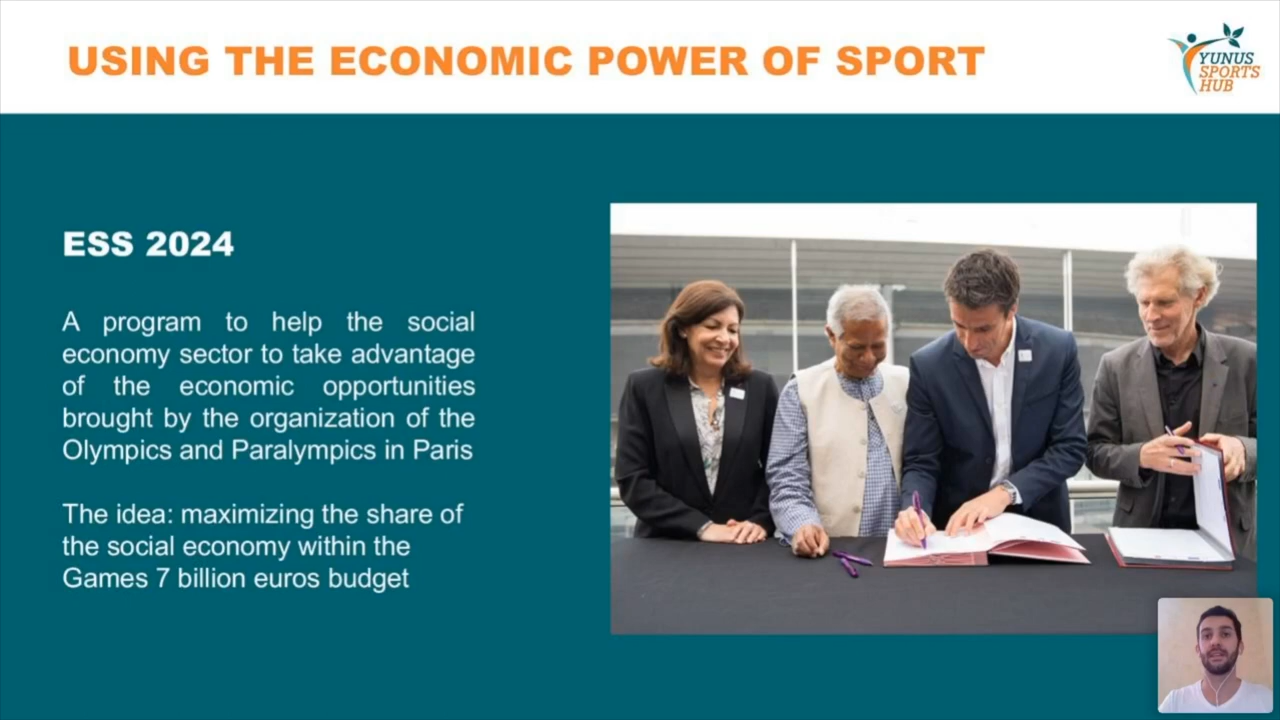 USING THE ECONOMIC POWER OF SPORT
YUNUS
SPORTS
HUB
ESS 2024
A program to help the social
economy sector to take advantage
of the economic opportunities
brought by the organization of the
Olympics and Paralympics in Paris
The idea: maximizing the share of
the social economy within the
Games 7 billion euros budget